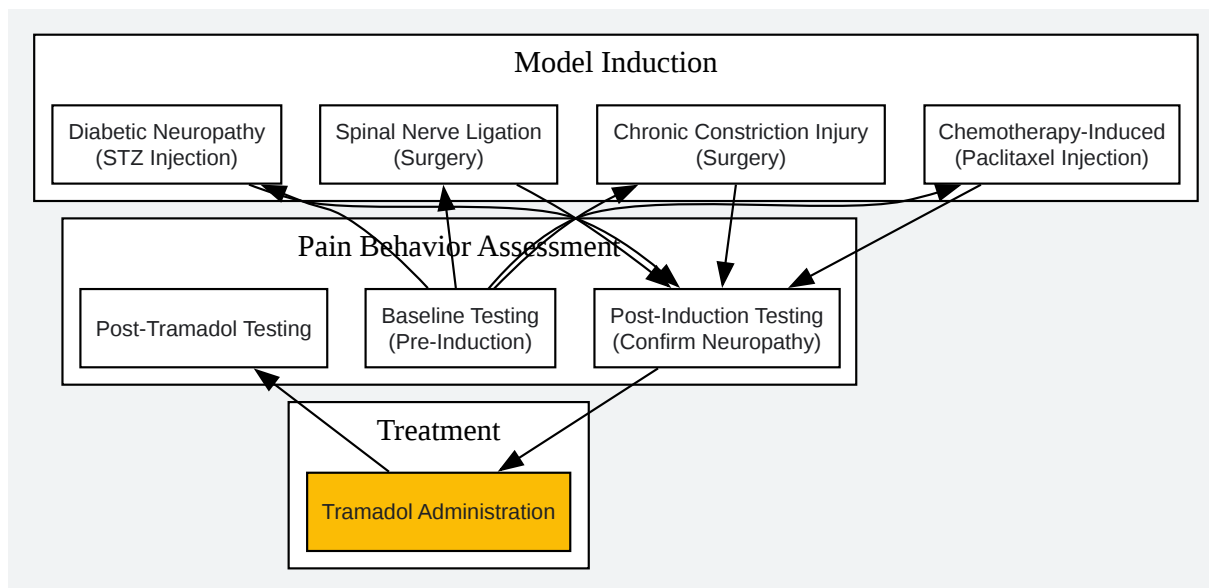 Model Induction
Diabetic Neuropathy
(STZ Injection)
Spinal Nerve Ligation
(Surgery)
Chronic Constriction Injury
(Surgery)
Chemotherapy-Induced
(Paclitaxel Injection)
Pain Behavior Assessment
Post-Tramadol Testing
Baseline Testing
(Pre-Induction)
Post-Induction Testing
(Confirm Neuropathy)
Treatment
Tramadol Administration